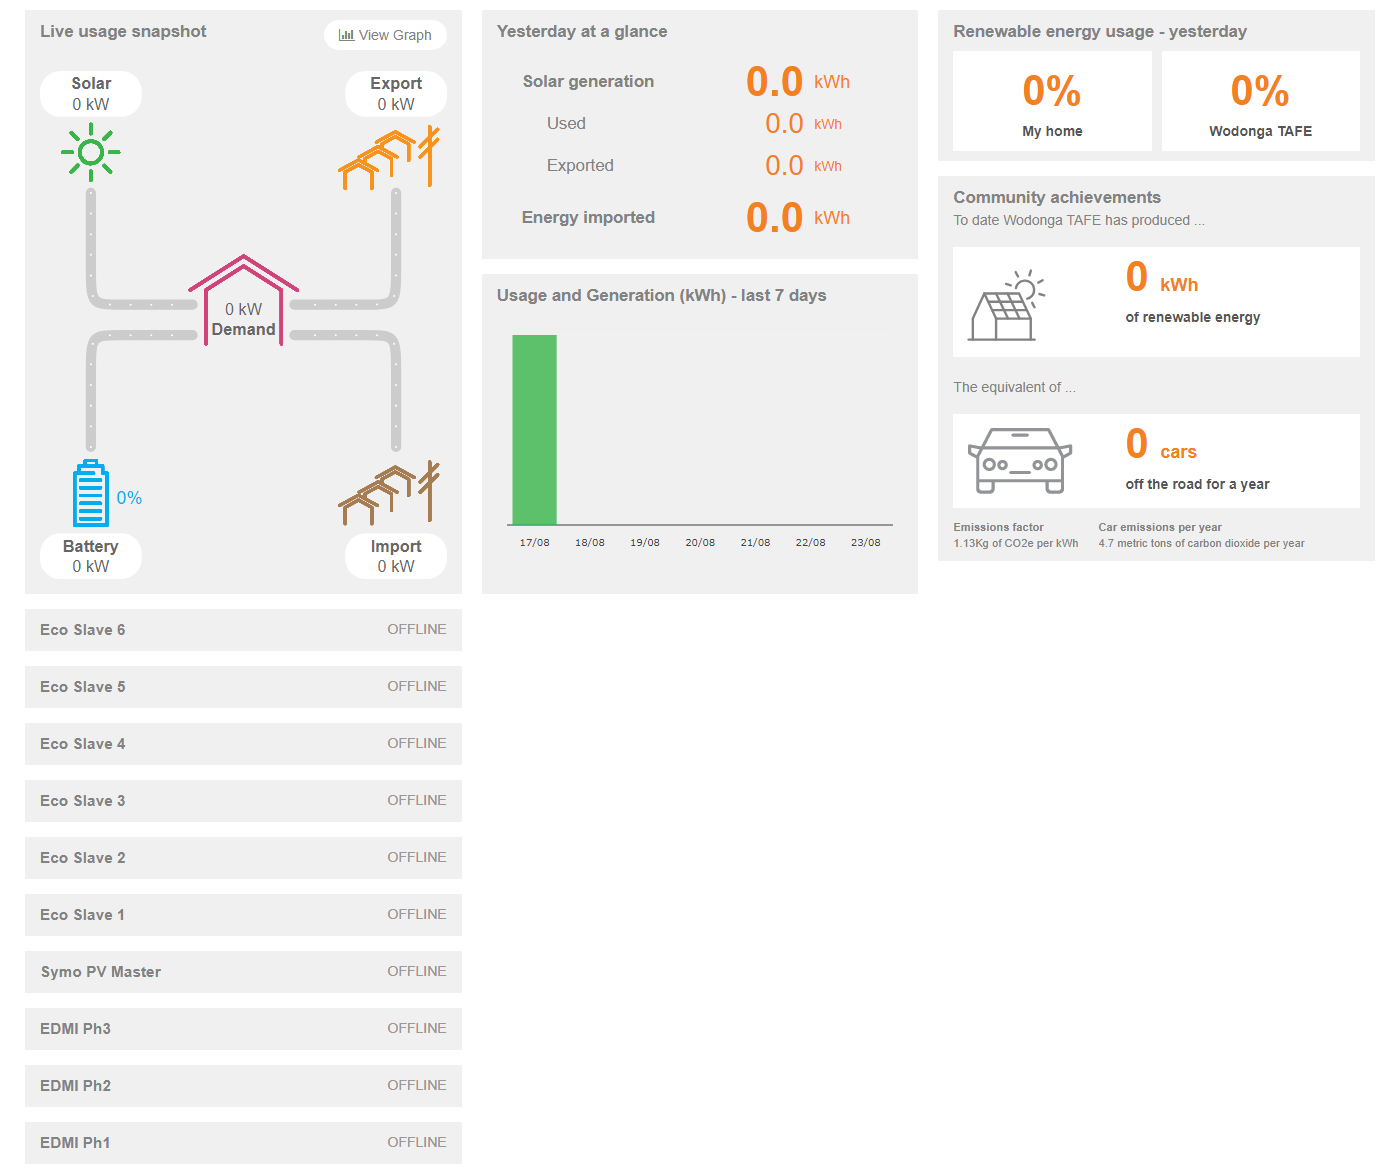 Live usage snapshot
View Graph
Solar
0 kW
Export
0 kW
0 kW
Demand
0%
Battery
0 kW
Import
0 kW
Eco Slave 6 OFFLINE
Eco Slave 5 OFFLINE
Eco Slave 4 OFFLINE
Eco Slave 3 OFFLINE
Eco Slave 2 OFFLINE
Eco Slave 1 OFFLINE
Symo PV Master OFFLINE
EDMI Ph3 OFFLINE
EDMI Ph2 OFFLINE
EDMI Ph1 OFFLINE
Yesterday at a glance
Solar generation 0.0 kWh
Used 0.0 kWh
Exported 0.0 kWh
Energy imported 0.0 kWh
Usage and Generation (kWh) - last 7 days
17/08 18/08 19/08 20/08 21/08 22/08 23/08
Renewable energy usage - yesterday
0%
My home
0%
Wodonga TAFE
Community achievements
To date Wodonga TAFE has produced ...
0 kWh
of renewable energy
The equivalent of ...
0 cars
off the road for a year
Emissions factor
1.13Kg of CO2e per kWh
Car emissions per year
4.7 metric tons of carbon dioxide per year